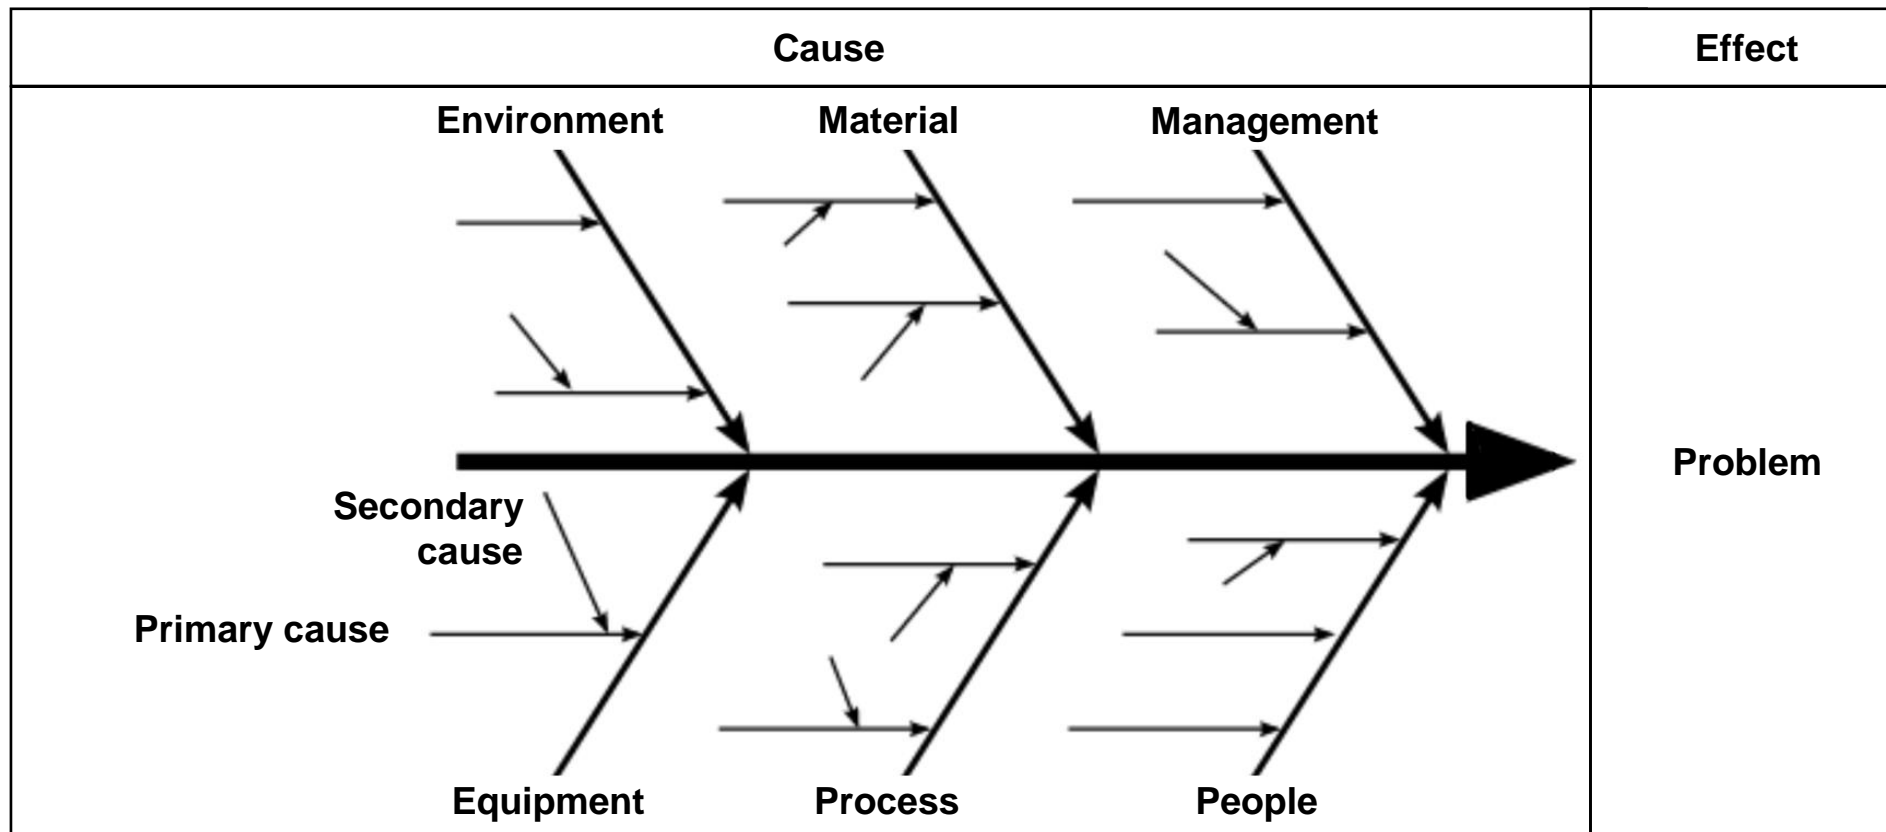 Cause
Effect
Environment
Material
Management
Problem
Secondary
cause
Primary cause
Equipment
Process
People